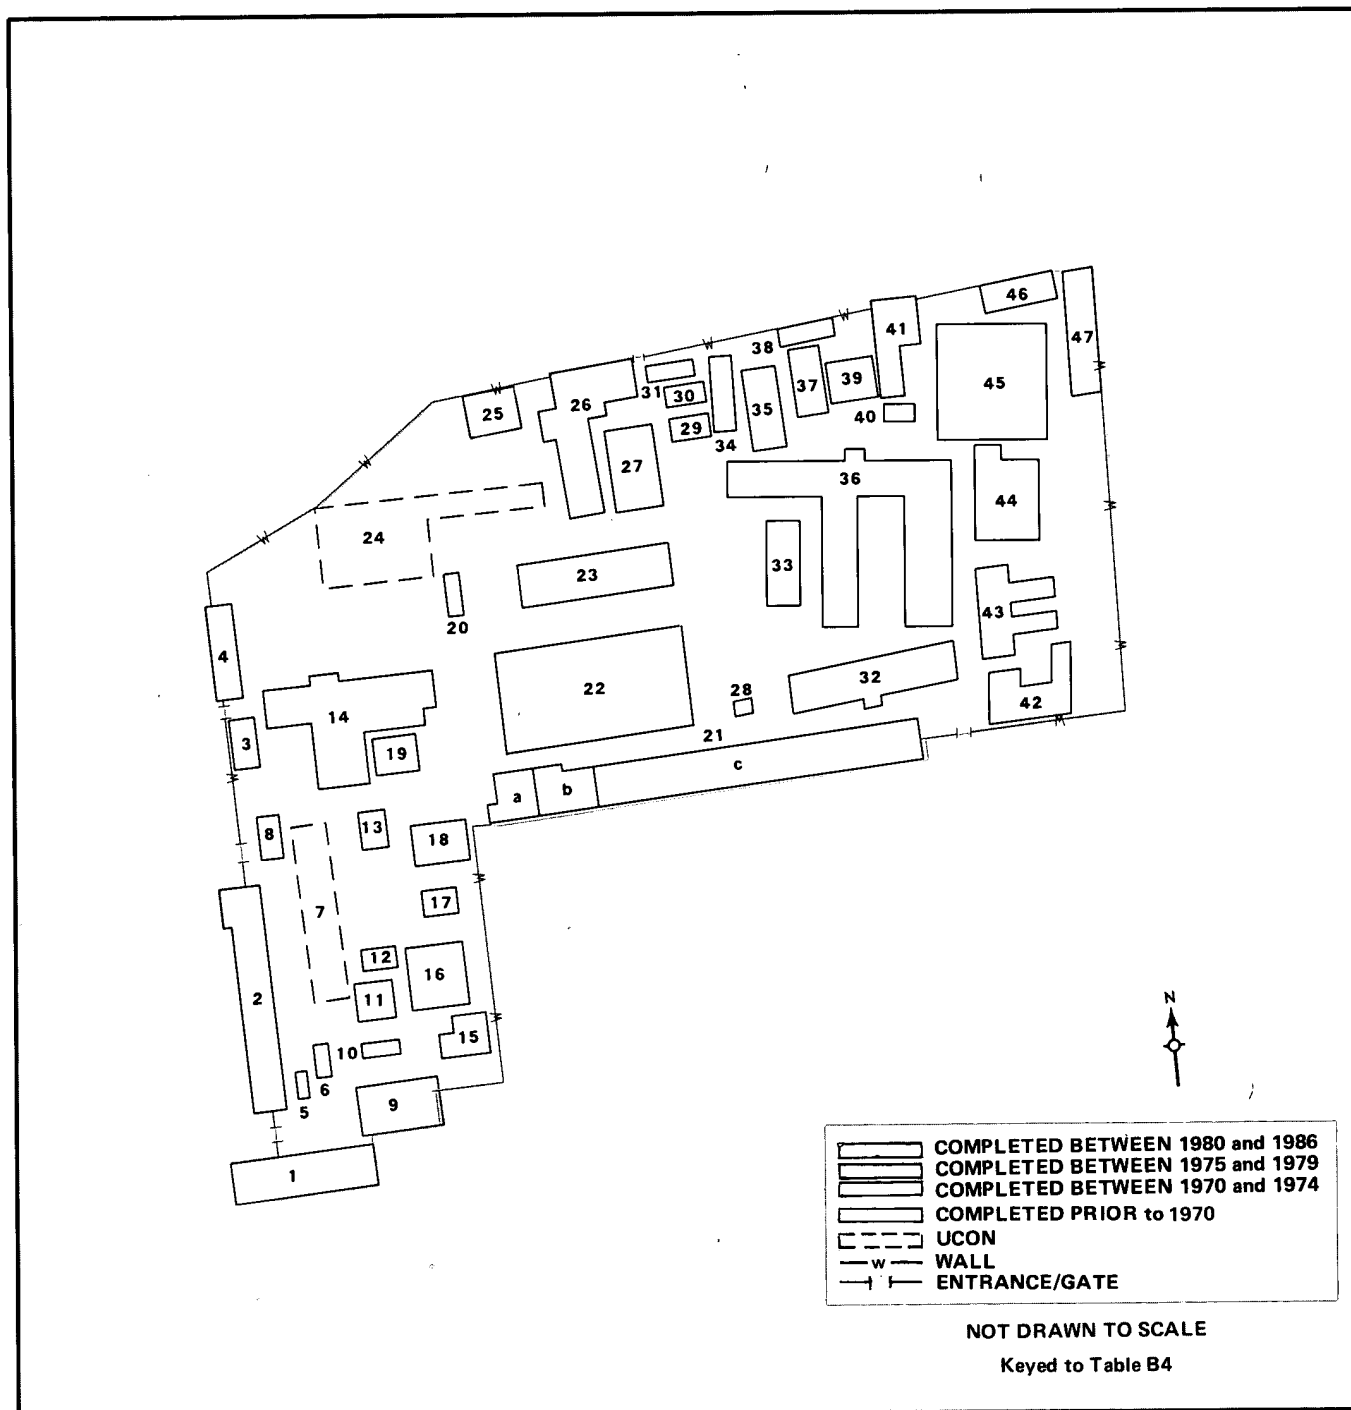 46
41
47
38
31
30
37
39
45
25
26
35
40
29
34
27
36
44
24
33
23
43
20
4
32
22
28
42
14
21
3
19
c
a
b
8
13
18
7
17
12
16
2
11
N
15
10
6
5
9
1
W
W
W
W
W
W
W
W
W
W
W
W
W
COMPLETED BETWEEN 1980 and 1986
COMPLETED BETWEEN 1975 and 1979
COMPLETED BETWEEN 1970 and 1974
COMPLETED PRIOR to 1970
UCON
W WALL
ENTRANCE/GATE
NOT DRAWN TO SCALE
Keyed to Table B4